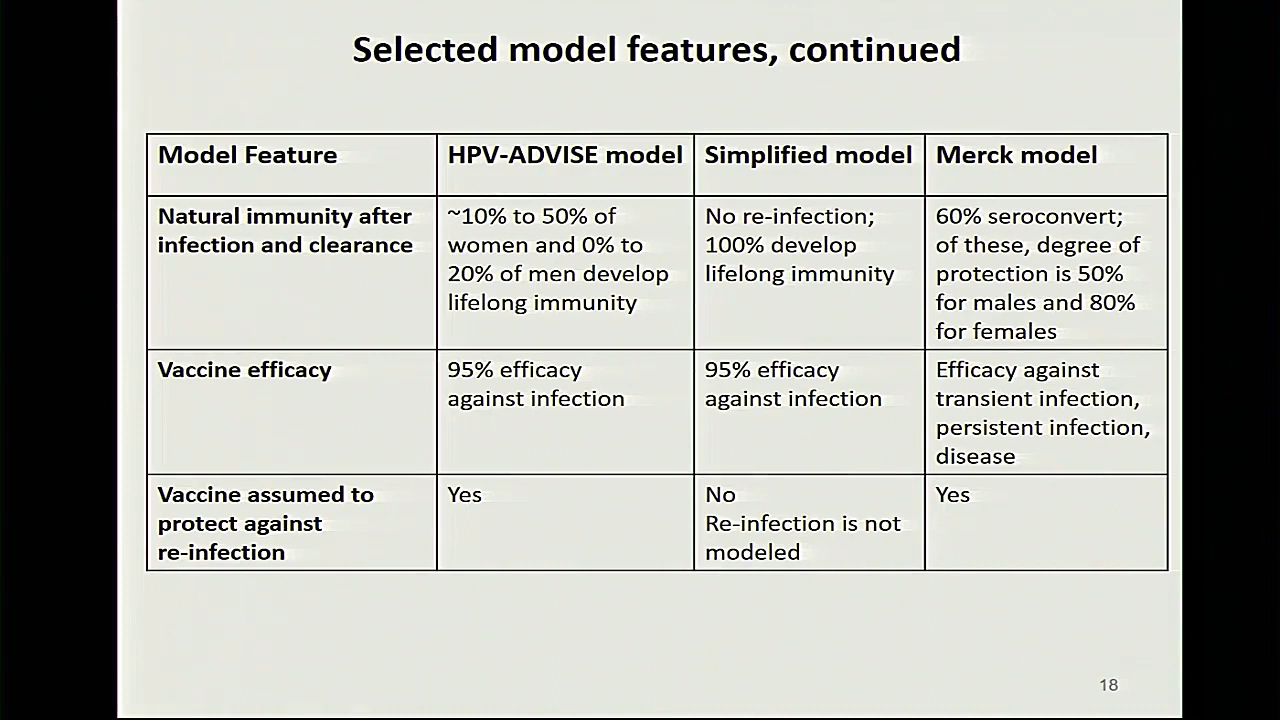 Selected model features, continued
Model Feature
HPV-ADVISE model
Simplified model
Merck model
Natural immunity after
infection and clearance
~10% to 50% of
women and 0% to
20% of men develop
lifelong immunity
No re-infection;
100% develop
lifelong immunity
60% seroconvert;
of these, degree of
protection is 50%
for males and 80%
for females
Vaccine efficacy
95% efficacy
against infection
95% efficacy
against infection
Efficacy against
transient infection,
persistent infection,
disease
Vaccine assumed to
protect against
re-infection
Yes
No
Re-infection is not
modeled
Yes
18